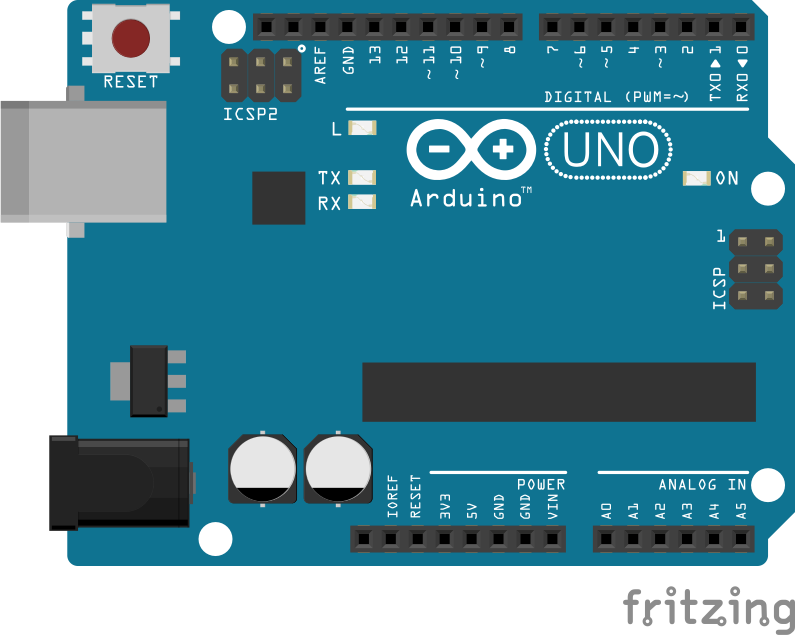 RESET
ICSP2
AREF
GND
13
12
~11
~10
~9
8
7
~6
~5
4
~3
2
TX0▶1
RX0◀0
DIGITAL (PWM=~)
L
TX
RX
Arduino™
UNO
ON
1
ICSP
POWER
ANALOG IN
IOREF
RESET
3V3
5V
GND
GND
VIN
A0
A1
A2
A3
A4
A5
fritzing